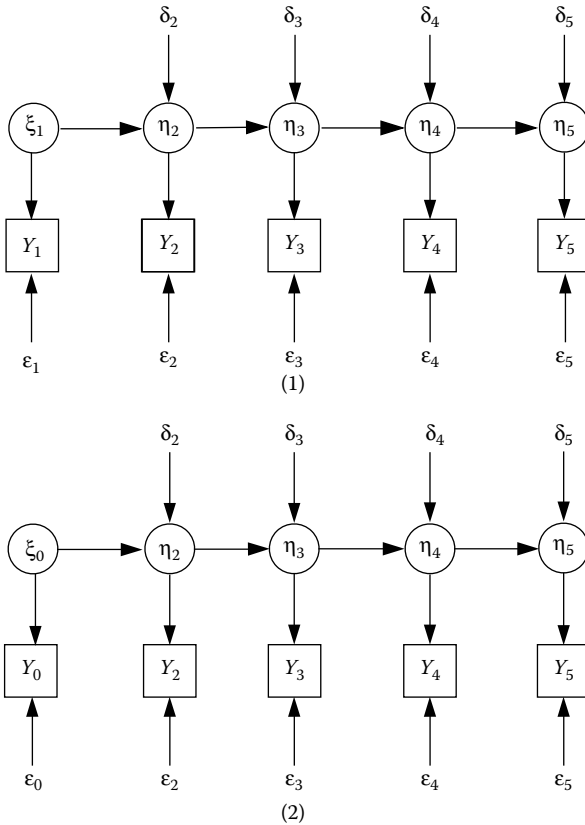 δ2 δ3 δ4 δ5
ξ1 η2 η3 η4 η5
Y1 Y2 Y3 Y4 Y5
ε1 ε2 ε3 ε4 ε5
(1)
δ2 δ3 δ4 δ5
ξ0 η2 η3 η4 η5
Y0 Y2 Y3 Y4 Y5
ε0 ε2 ε3 ε4 ε5
(2)